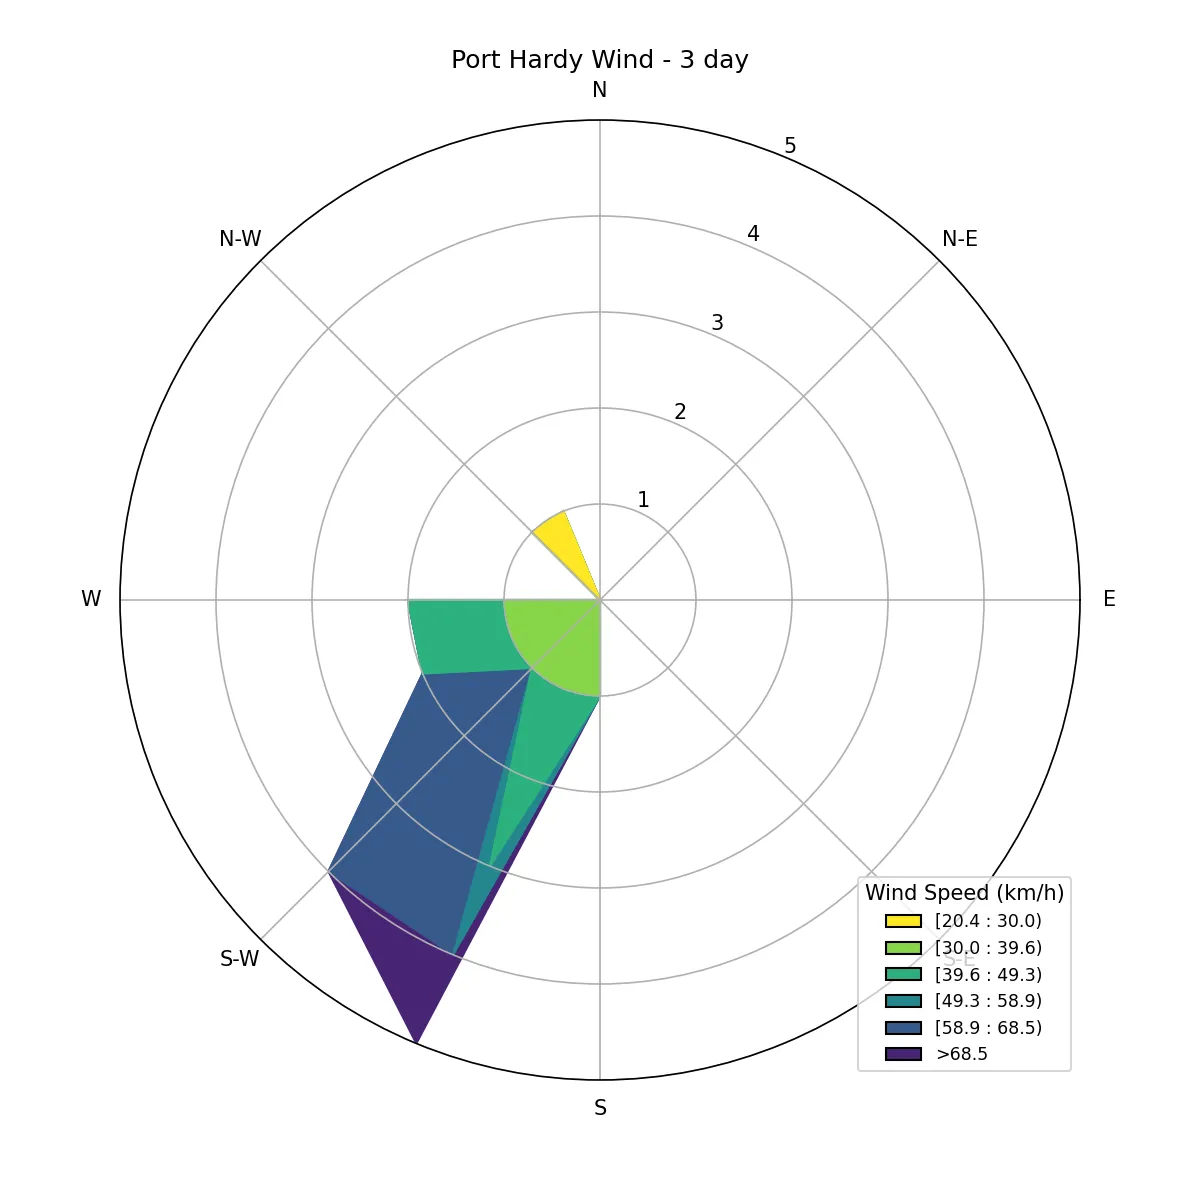 Port Hardy Wind - 3 day
N
5
4
N-W
N-E
3
2
1
W
E
Wind Speed (km/h)
[20.4 : 30.0)
[30.0 : 39.6)
S-W
S-E
[39.6 : 49.3)
[49.3 : 58.9)
[58.9 : 68.5)
>68.5
S